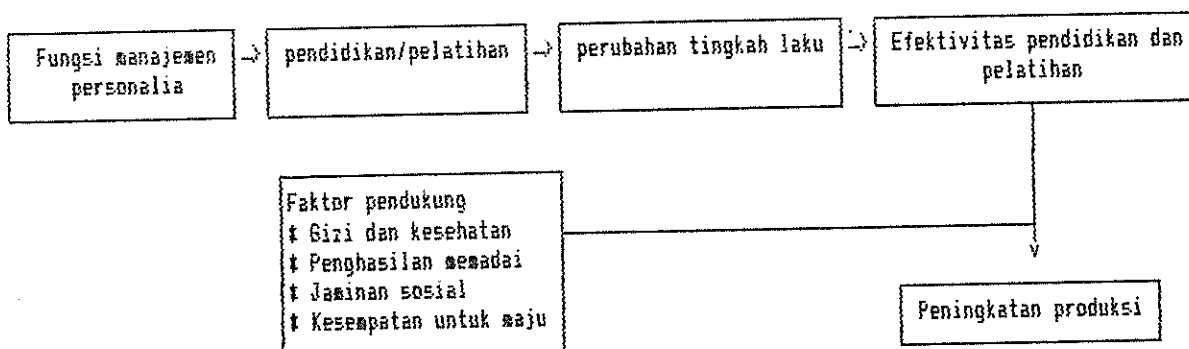 Fungsi manajemen
personalia
pendidikan/pelatihan
perubahan tingkah laku
Efektivitas pendidikan dan
pelatihan
Faktor pendukung
* Gizi dan kesehatan
* Penghasilan memadai
* Jaminan sosial
* Kesempatan untuk maju
Peningkatan produksi